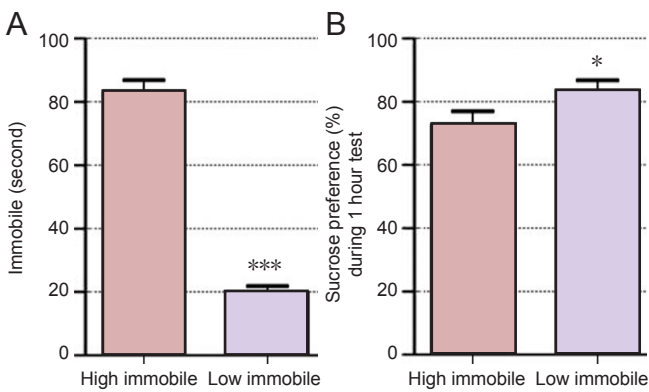 A
100
80
60
40
20
0
Immobile (second)
***
High immobile Low immobile
B
100
80
60
40
20
0
Sucrose preference (%)
during 1 hour test
*
High immobile Low immobile